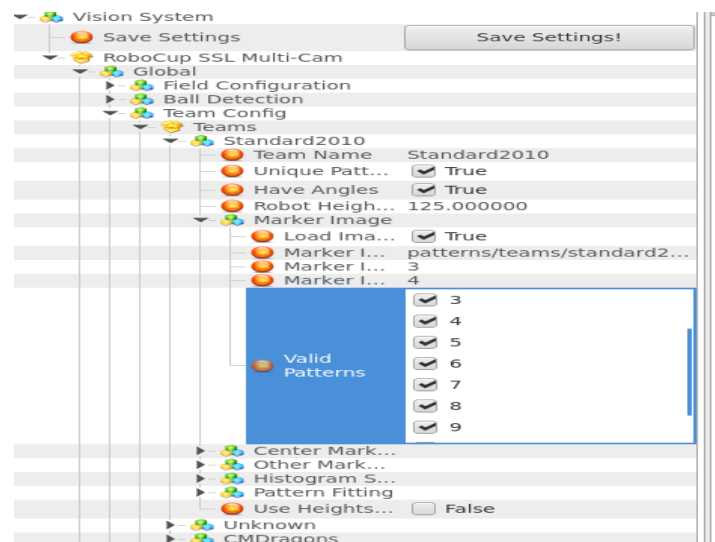 Vision System
Save Settings Save Settings!
RoboCup SSL Multi-Cam
Global
Field Configuration
Ball Detection
Team Config
Teams
Standard2010
Team Name Standard2010
Unique Patt... True
Have Angles True
Robot Heigh... 125.000000
Marker Image
Load Ima... True
Marker I... patterns/teams/standard2...
Marker I... 3
Marker I... 4
3
4
5
Valid
Patterns
6
7
8
9
Center Mark...
Other Mark...
Histogram S...
Pattern Fitting
Use Heights... False
Unknown
CMDragons